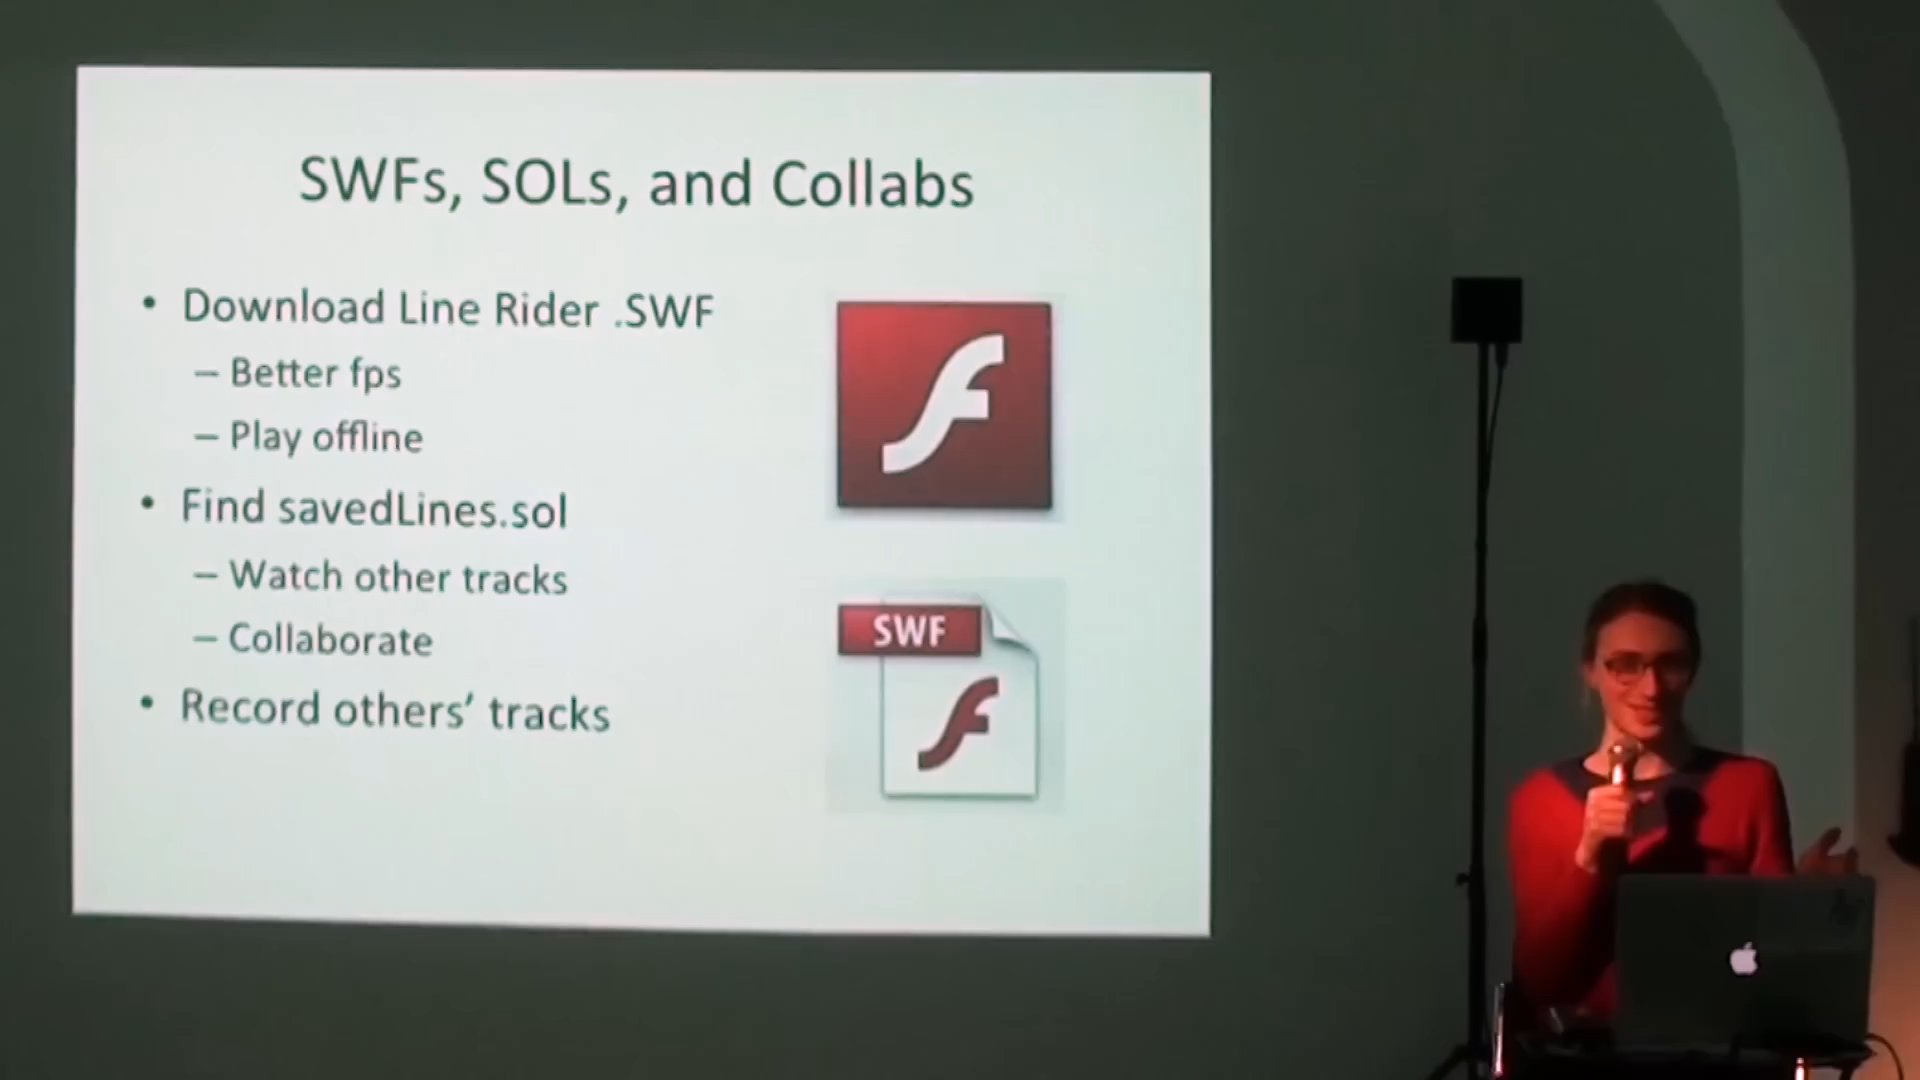 SWFs, SOLs, and Collabs
• Download Line Rider .SWF
– Better fps
– Play offline
• Find savedLines.sol
– Watch other tracks
– Collaborate
• Record others’ tracks
SWF